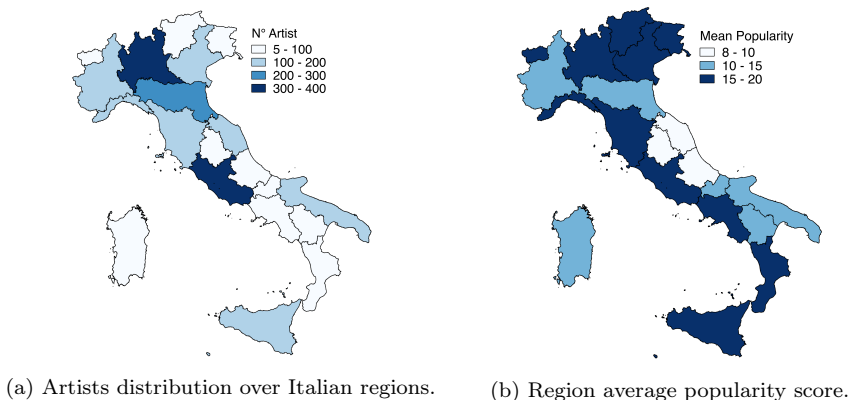 N° Artist
5 - 100
100 - 200
200 - 300
300 - 400
Mean Popularity
8 - 10
10 - 15
15 - 20
(a) Artists distribution over Italian regions.
(b) Region average popularity score.